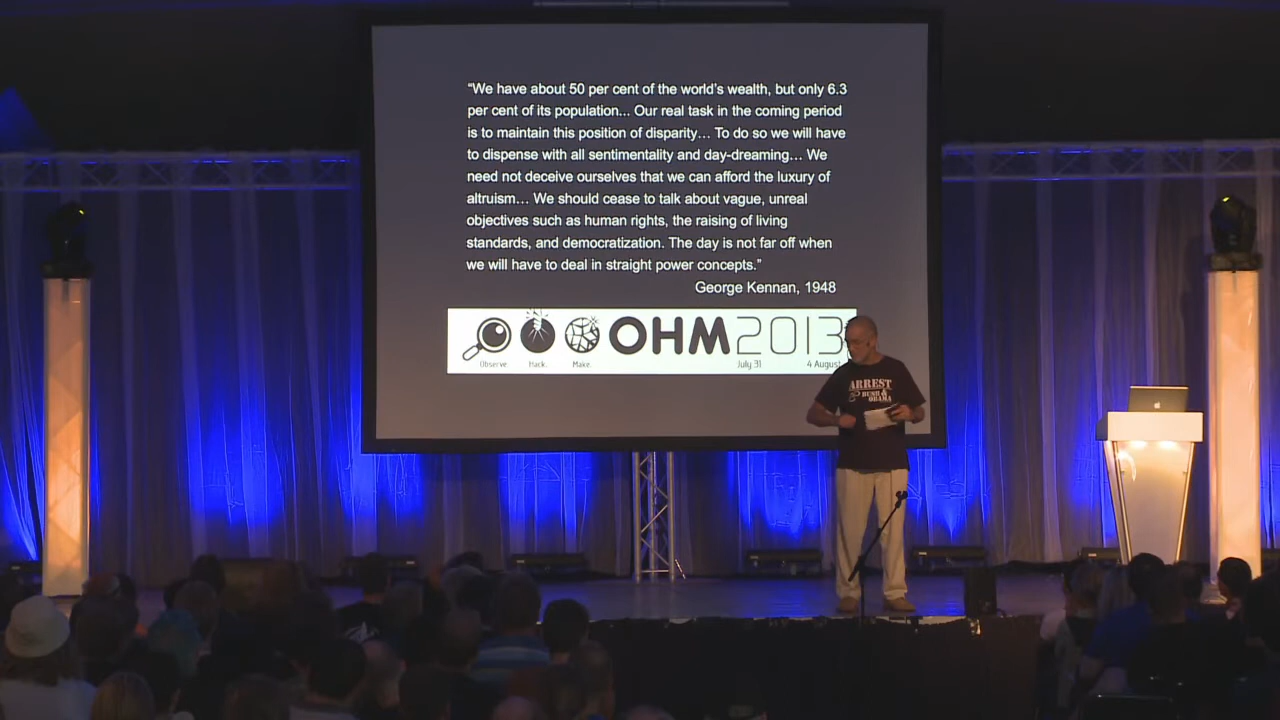 “We have about 50 per cent of the world’s wealth, but only 6.3
per cent of its population... Our real task in the coming period
is to maintain this position of disparity… To do so we will have
to dispense with all sentimentality and day-dreaming… We
need not deceive ourselves that we can afford the luxury of
altruism… We should cease to talk about vague, unreal
objectives such as human rights, the raising of living
standards, and democratization. The day is not far off when
we will have to deal in straight power concepts.”
George Kennan, 1948
OHM2013
Observe. Hack. Make. July 31 4 August
ARREST
BUSH &
OBAMA